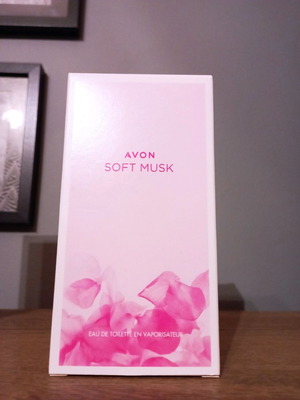 AVON
SOFT MUSK
EAU DE TOILETTE EN VAPORISATEUR